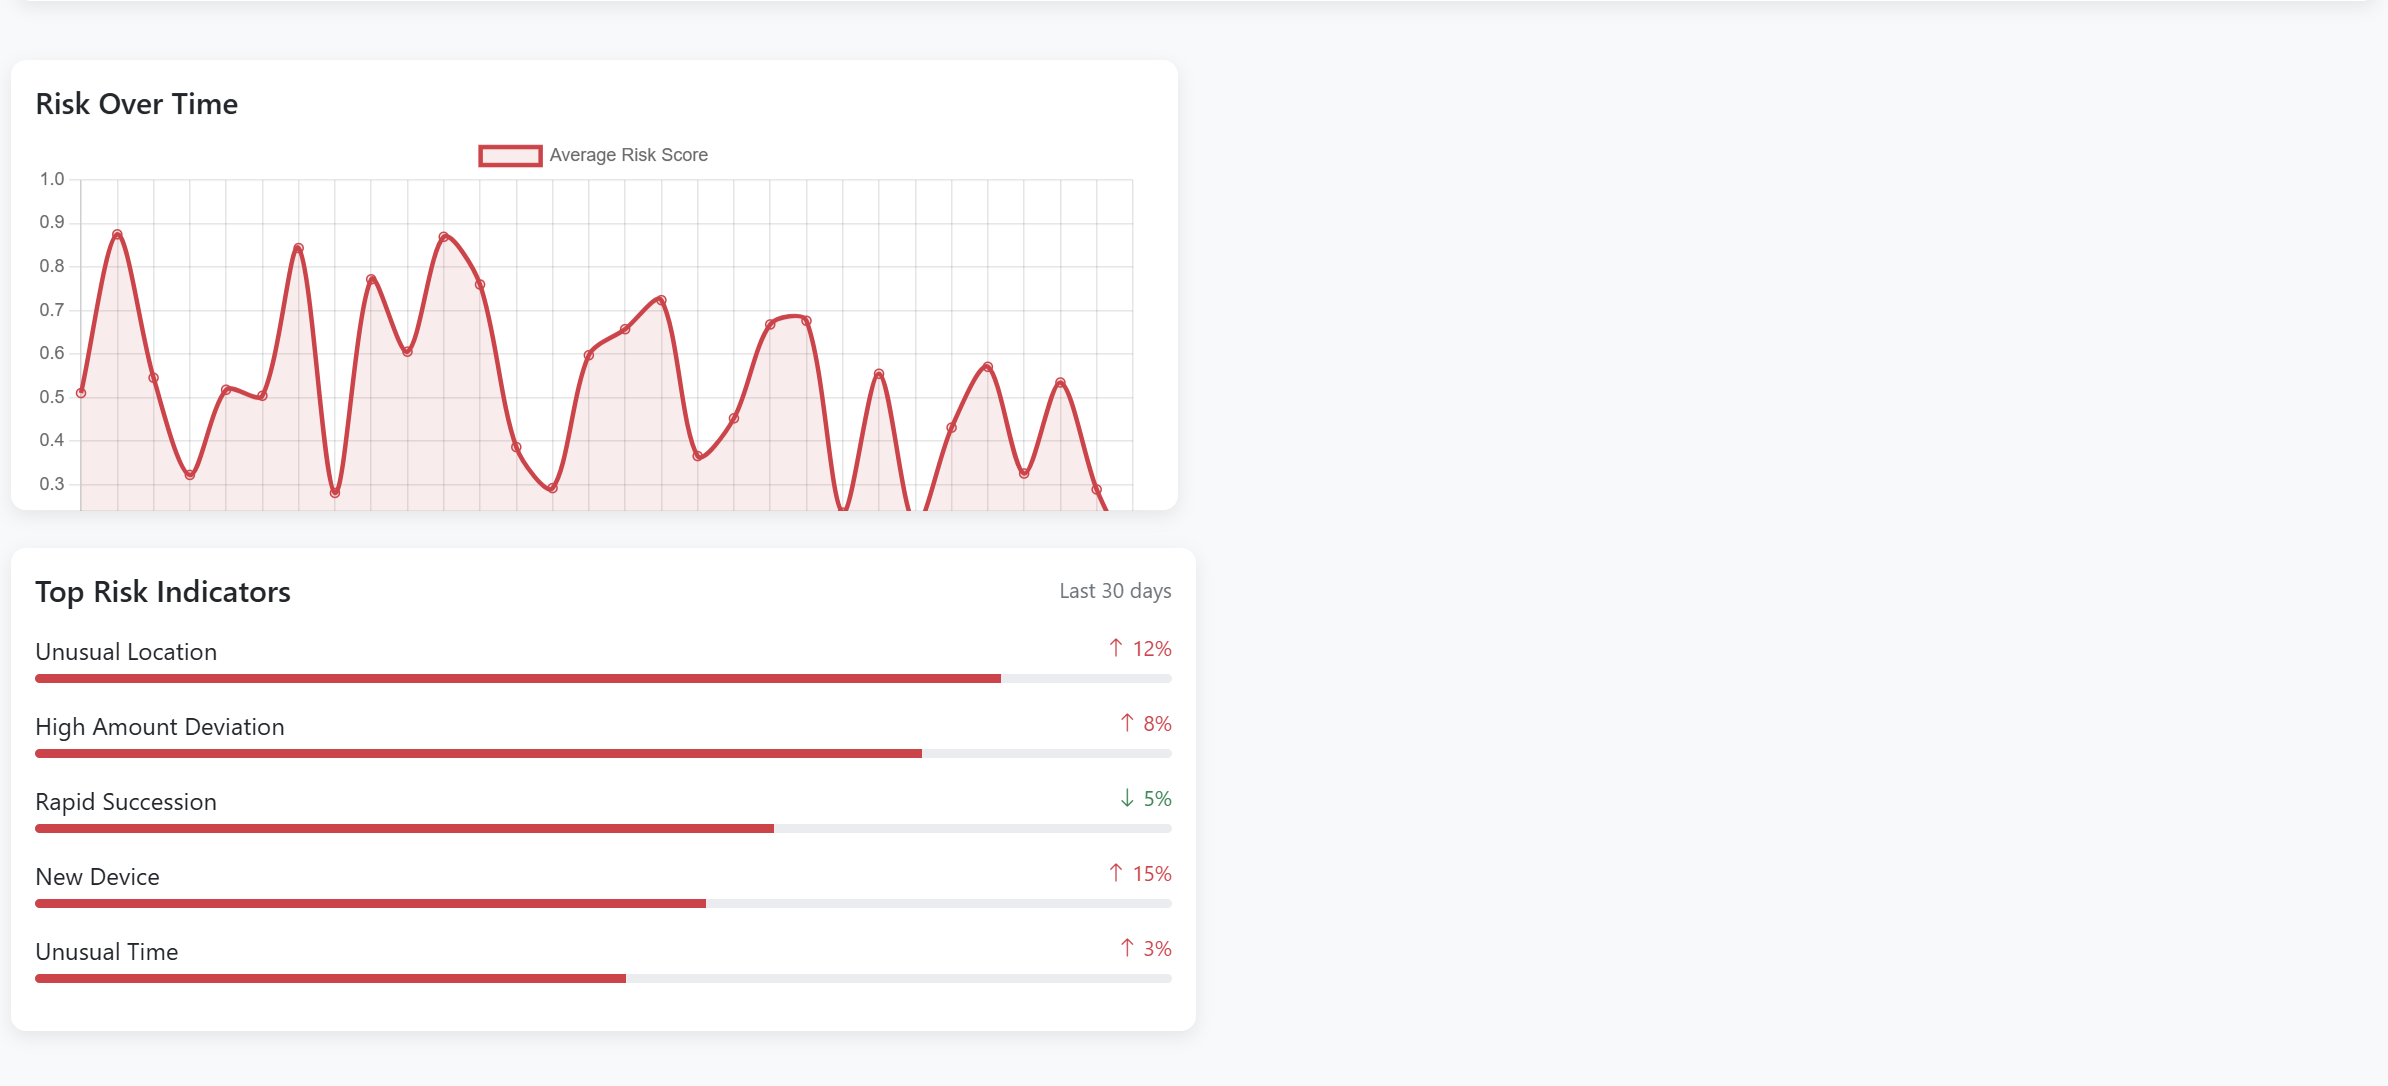 Risk Over Time
Average Risk Score
1.0
0.9
0.8
0.7
0.6
0.5
0.4
0.3
Top Risk Indicators Last 30 days
Unusual Location ↑ 12%
High Amount Deviation ↑ 8%
Rapid Succession ↓ 5%
New Device ↑ 15%
Unusual Time ↑ 3%